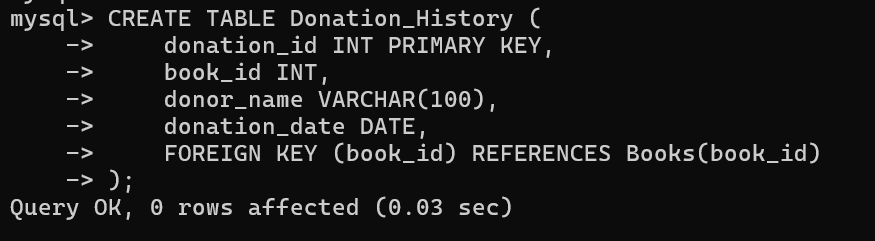 mysql> CREATE TABLE Donation_History (
    ->     donation_id INT PRIMARY KEY,
    ->     book_id INT,
    ->     donor_name VARCHAR(100),
    ->     donation_date DATE,
    ->     FOREIGN KEY (book_id) REFERENCES Books(book_id)
    -> );
Query OK, 0 rows affected (0.03 sec)